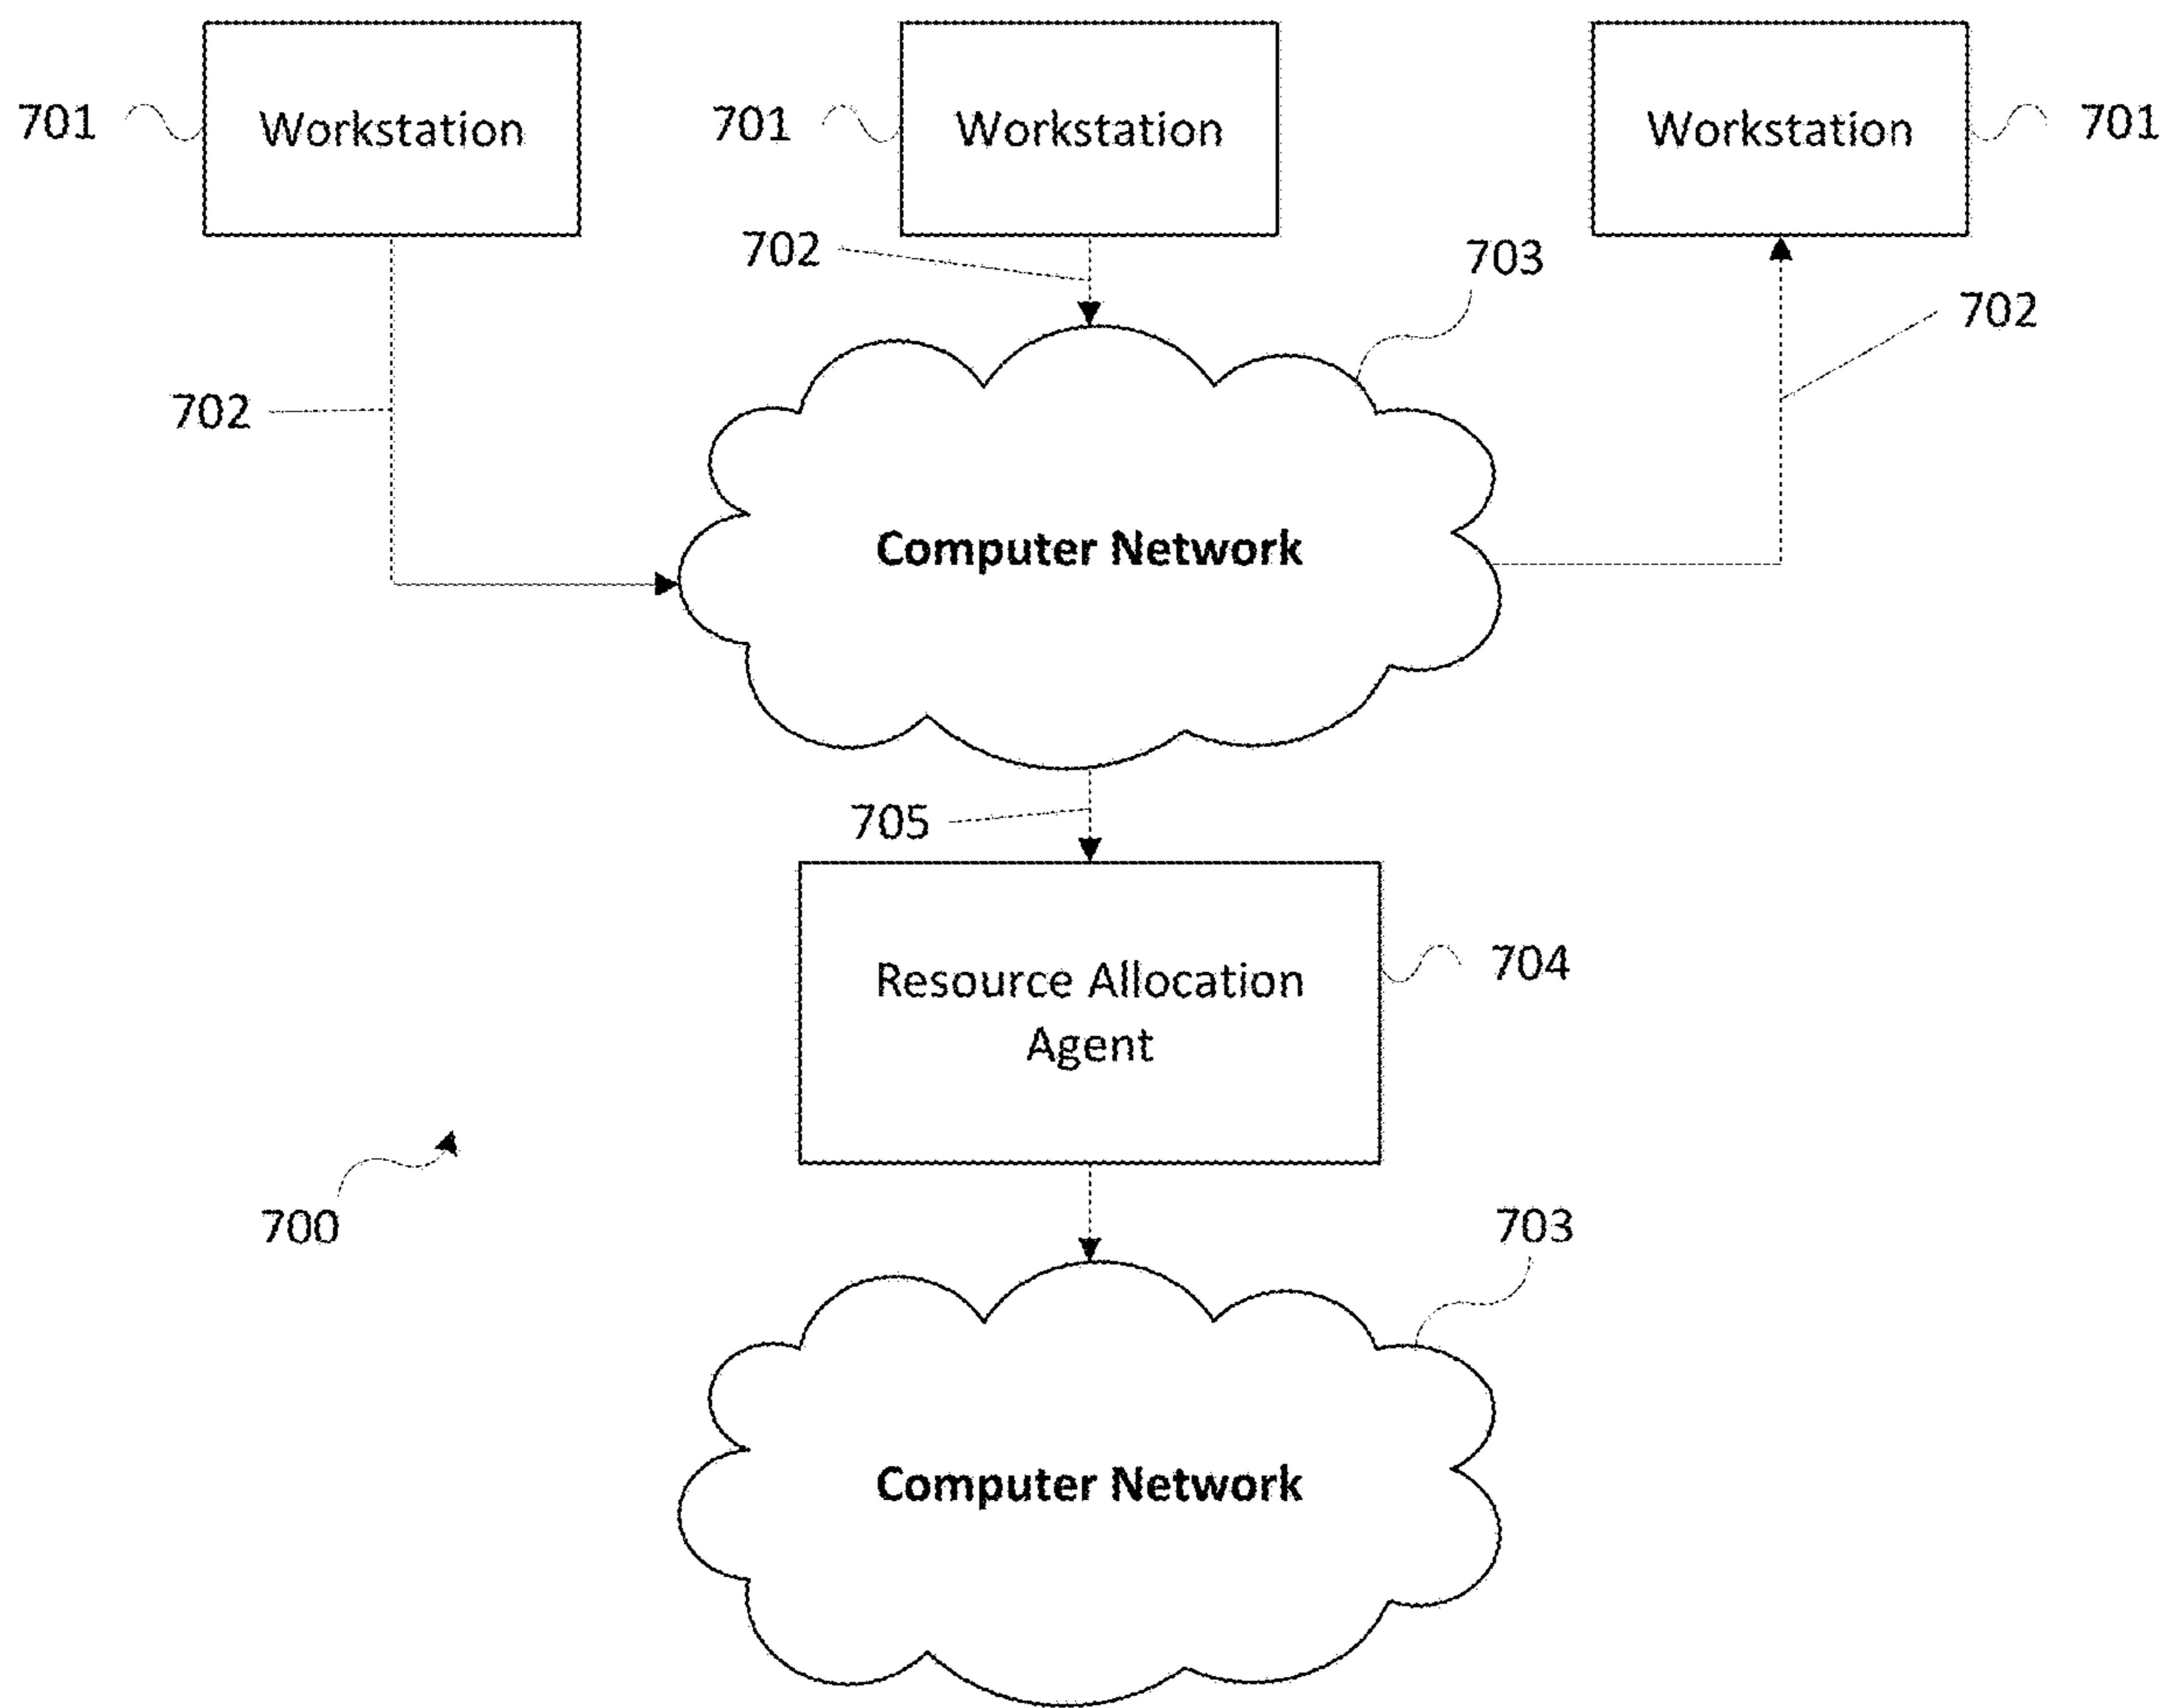 701
Workstation
701
Workstation
Workstation
701
702
703
702
702
Computer Network
705
Resource Allocation
Agent
704
700
703
Computer Network